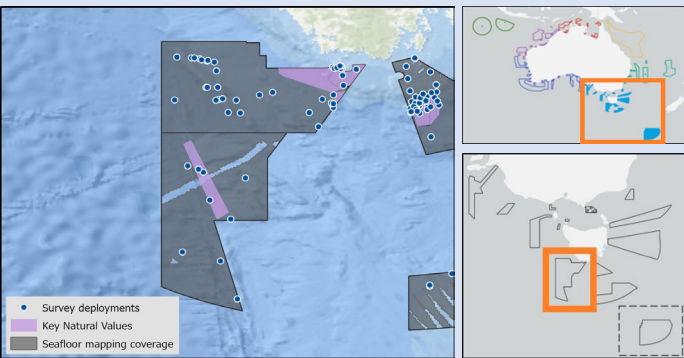 Survey deployments
Key Natural Values
Seafloor mapping coverage